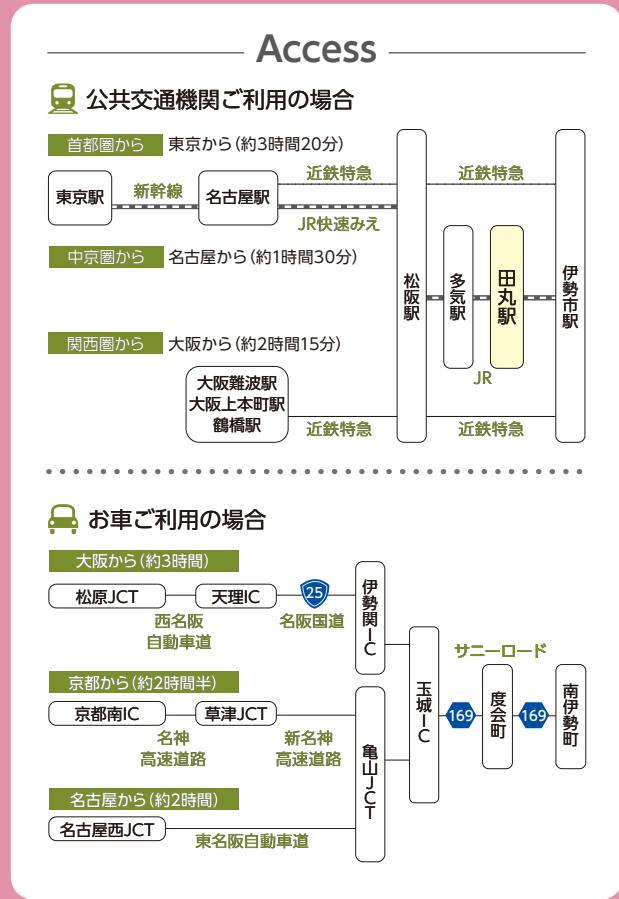 Access
公共交通機関ご利用の場合
首都圏から 東京から(約3時間20分)
東京駅
新幹線
名古屋駅
近鉄特急
JR快速みえ
近鉄特急
中京圏から 名古屋から(約1時間30分)
松阪駅
多気駅
田丸駅
伊勢市駅
JR
関西圏から 大阪から(約2時間15分)
大阪難波駅
大阪上本町駅
鶴橋駅
近鉄特急
近鉄特急
お車ご利用の場合
大阪から(約3時間)
松原JCT
西名阪
自動車道
天理IC
25
名阪国道
伊勢関IC
京都から(約2時間半)
京都南IC
名神
高速道路
草津JCT
新名神
高速道路
亀山JCT
玉城IC
サニーロード
169
度会町
169
南伊勢町
名古屋から(約2時間)
名古屋西JCT
東名阪自動車道